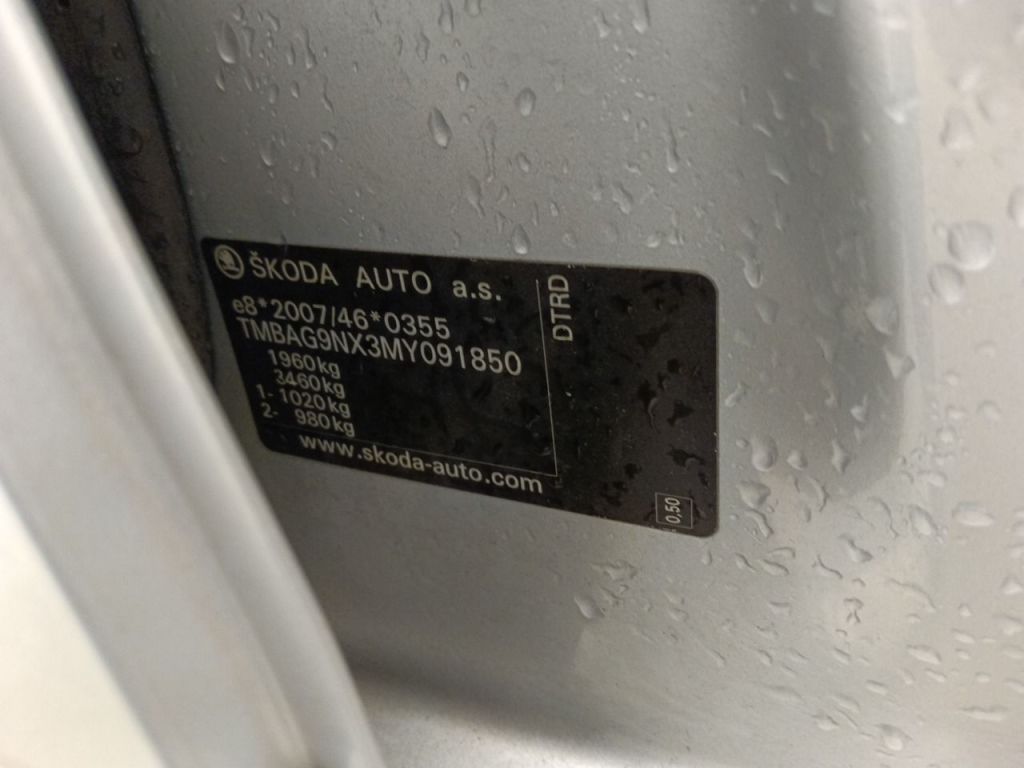 ŠKODA AUTO a.s.
e8*2007/46*0355
TMBAG9NX3MY091850
1960kg
3460kg
1- 1020kg
2- 980kg
www.skoda-auto.com
DTRD
0,50